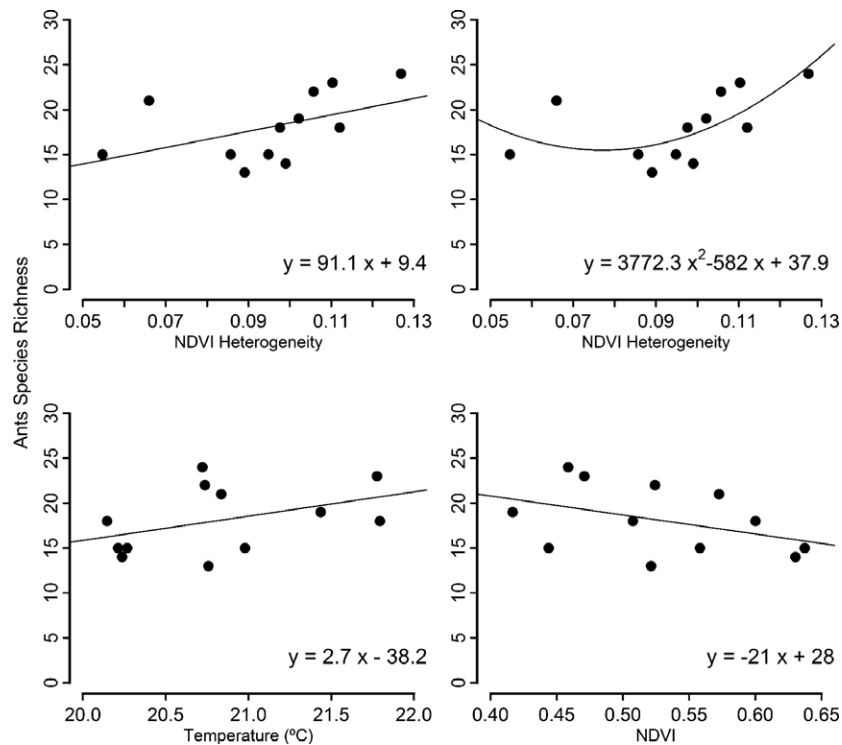 Ants Species Richness
30
25
20
15
10
5
0
y = 91.1 x + 9.4
0.05 0.07 0.09 0.11 0.13
NDVI Heterogeneity
30
25
20
15
10
5
0
y = 3772.3 x²-582 x + 37.9
0.05 0.07 0.09 0.11 0.13
NDVI Heterogeneity
30
25
20
15
10
5
0
y = 2.7 x - 38.2
20.0 20.5 21.0 21.5 22.0
Temperature (ºC)
30
25
20
15
10
5
0
y = -21 x + 28
0.40 0.50 0.55 0.60 0.65
NDVI